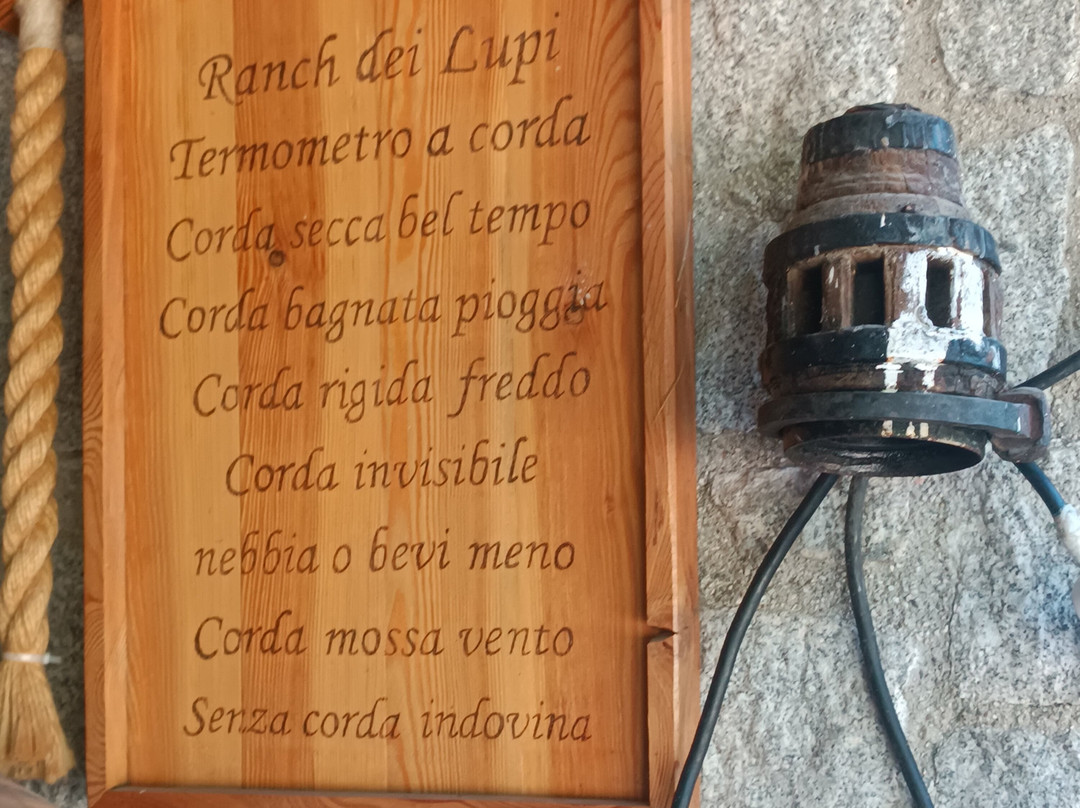 Ranch dei Lupi
Termometro a corda
Corda secca bel tempo
Corda bagnata pioggia
Corda rigida freddo
Corda invisibile
nebbia o bevi meno
Corda mossa vento
Senza corda indovina